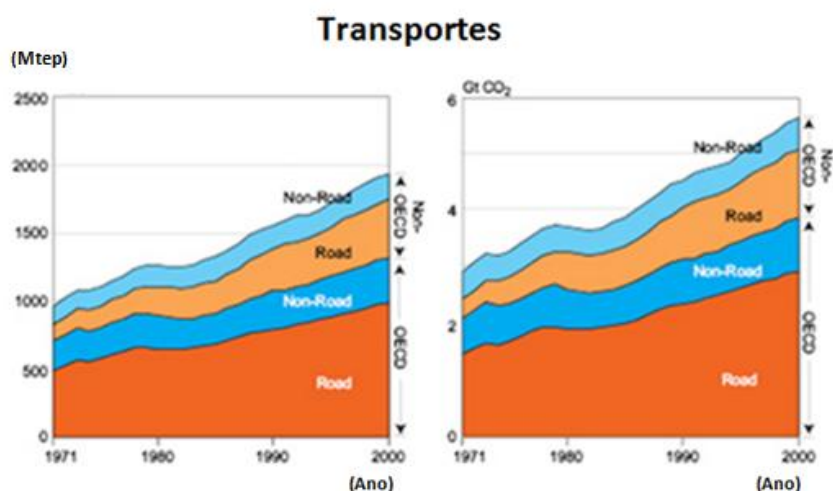 Transportes
(Mtep)
2500
2000
1500
1000
500
0
1971
1980
1990
2000
(Ano)
Non-Road
Road
Non-Road
Road
Non-
OECD
OECD
Gt CO₂
6
4
2
0
1971
1980
1990
2000
(Ano)
Non-Road
Road
Non-Road
Road
Non-
OECD
OECD